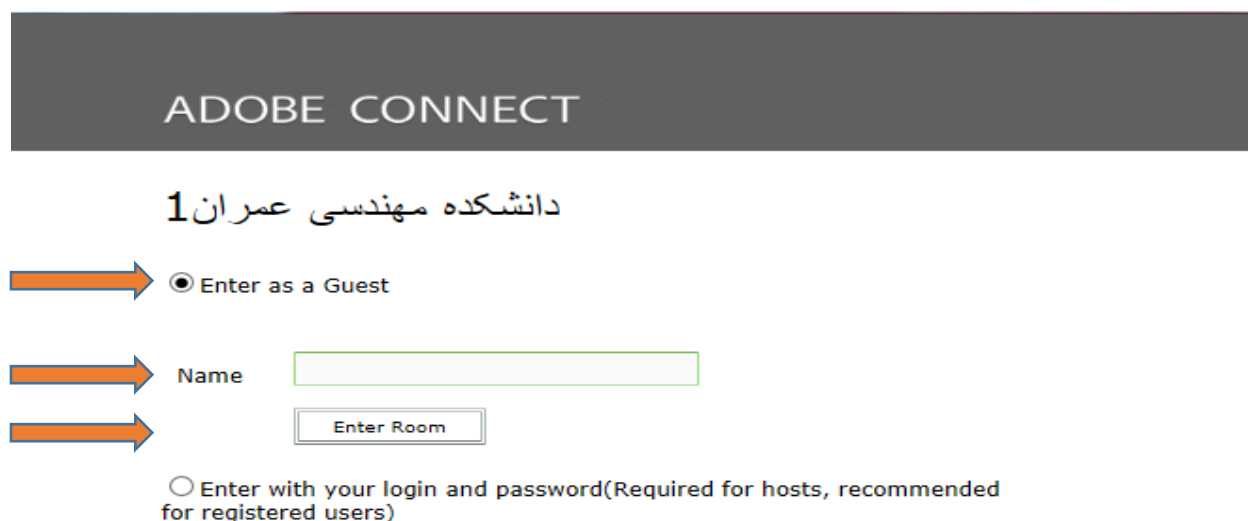 ADOBE CONNECT
دانشکده مهندسی عمران1
Enter as a Guest
Name
Enter Room
Enter with your login and password(Required for hosts, recommended
for registered users)